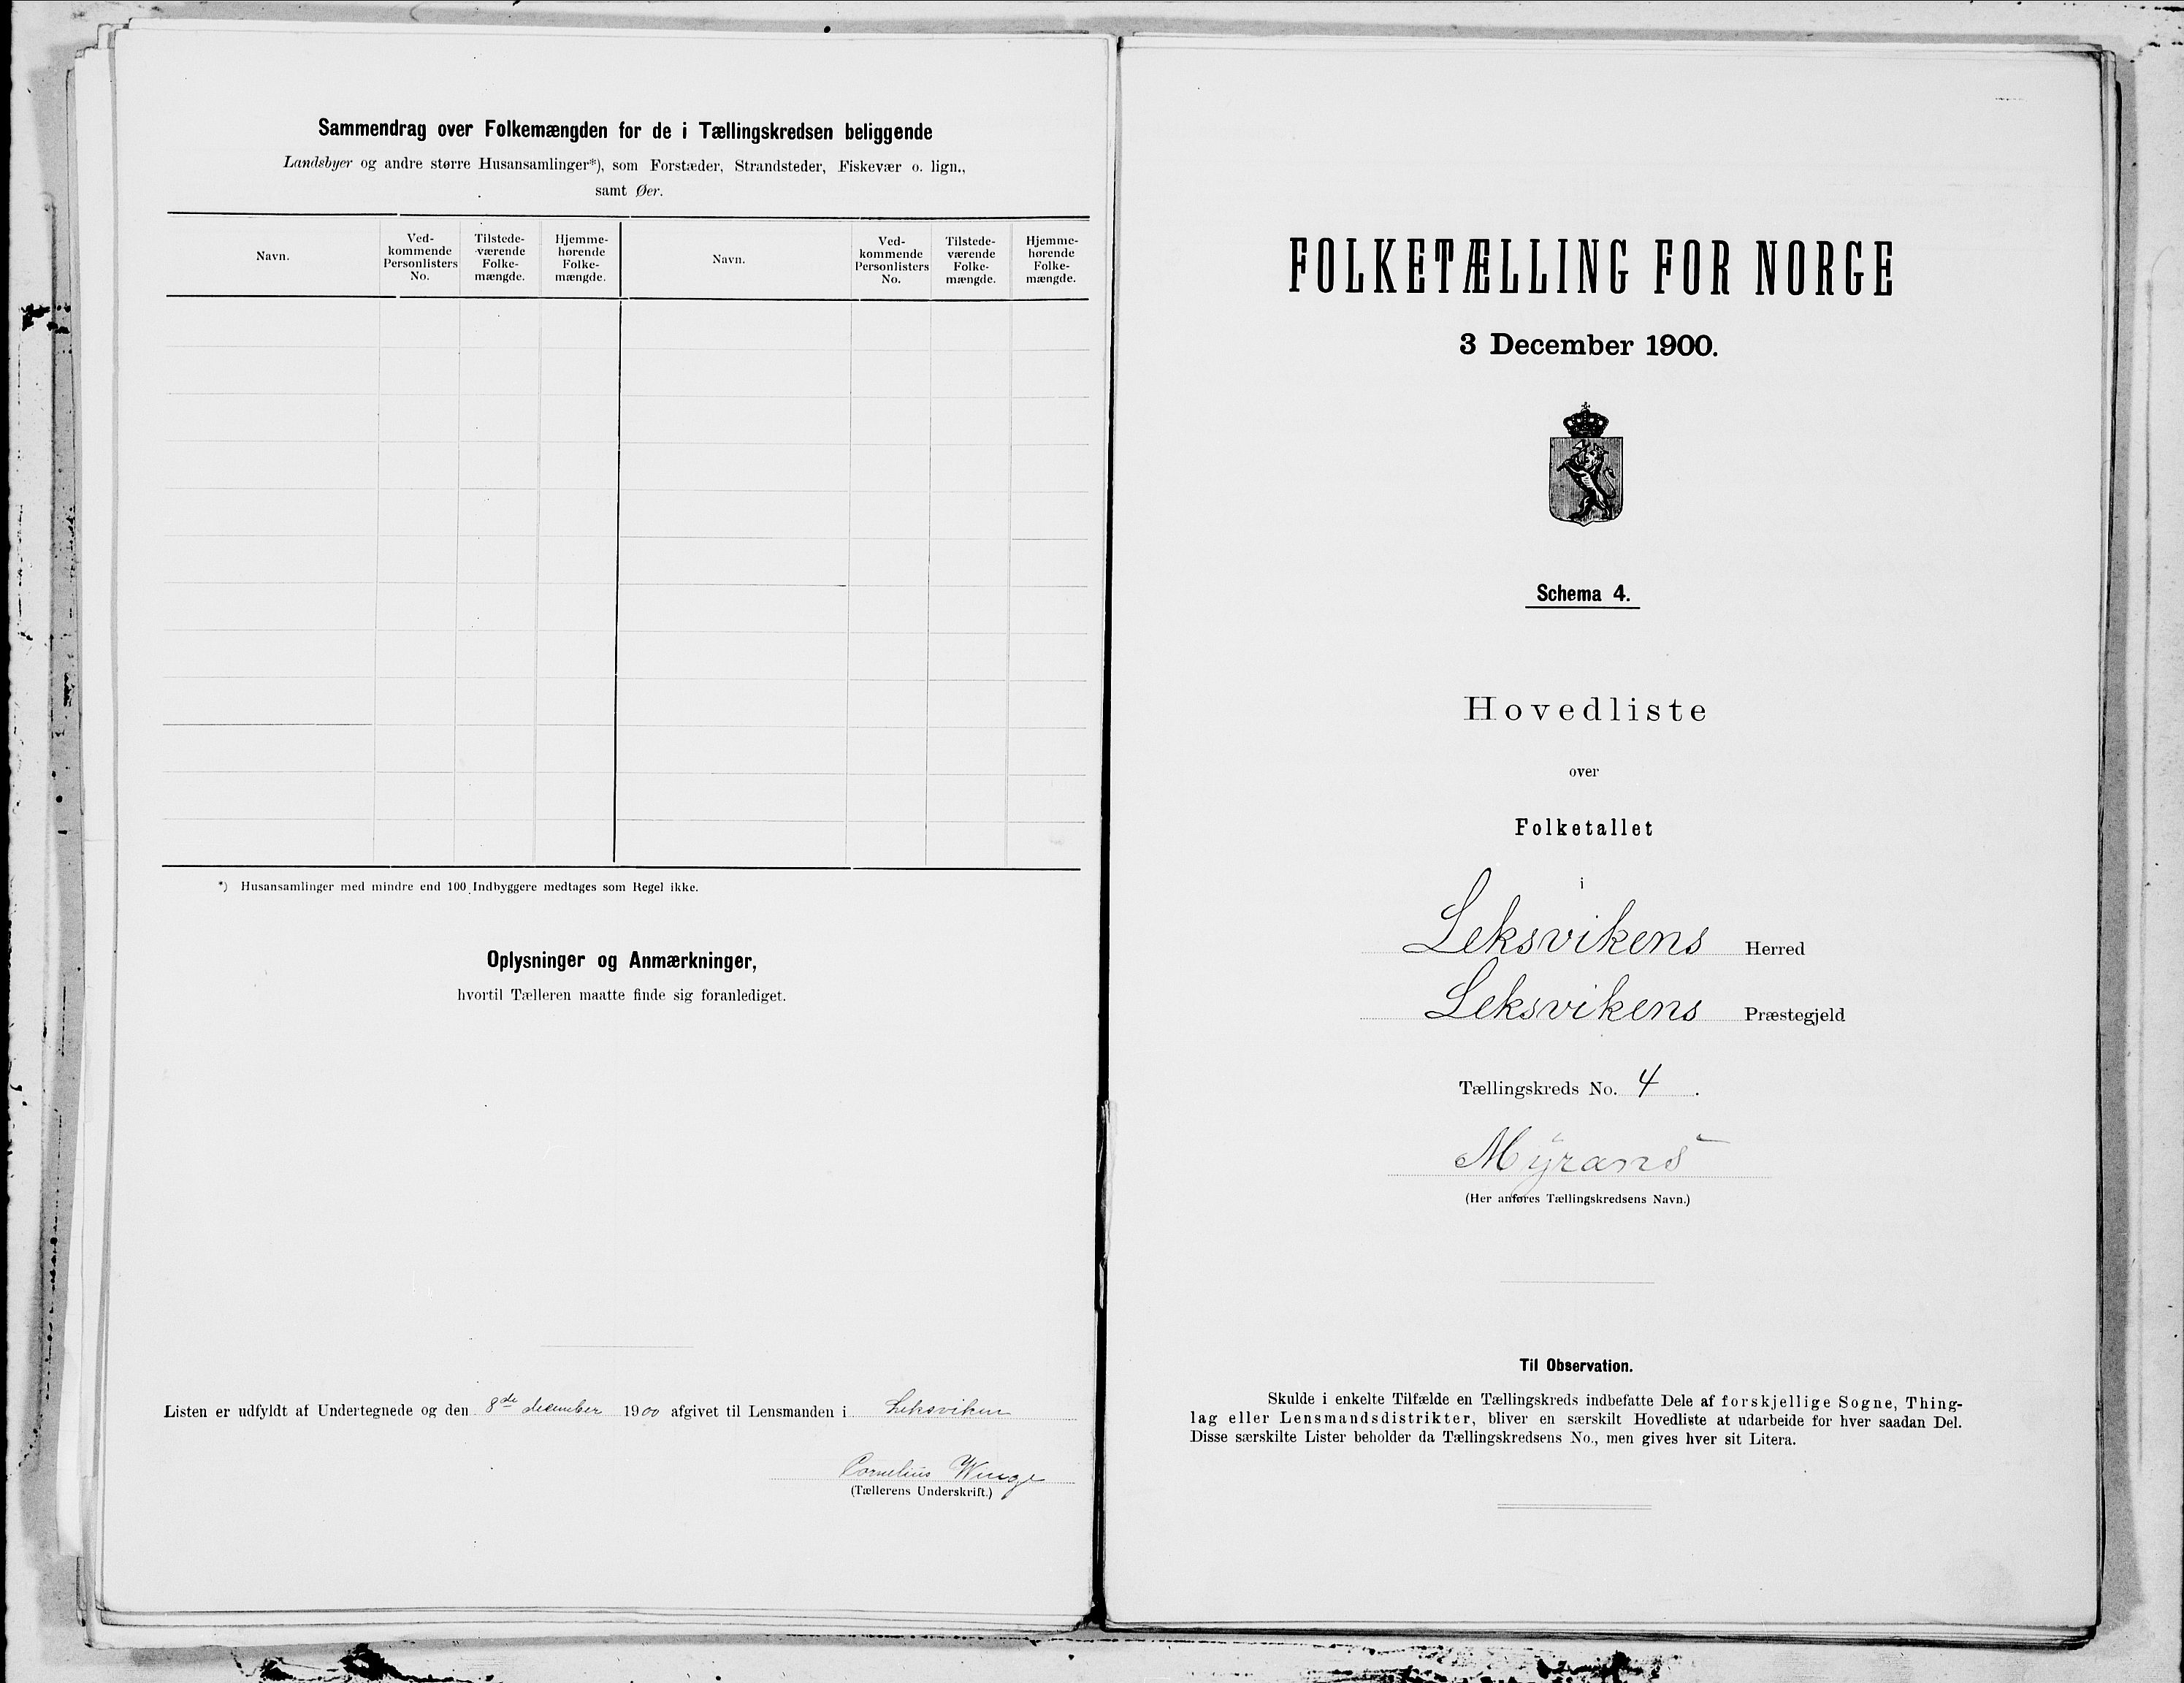 Sammendrag over Folkemængden for de i Tællingskredsen beliggende
Landsbyer og andre større Husansamlinger*), som Forstæder, Strandsteder, Fiskevær o. lign.,
samt Øer.
Navn.
Ved-
kommende
Personlisters
No.
Tilstede-
værende
Folke-
mængde.
Hjemme-
hørende
Folke-
mængde.
Navn.
Ved-
kommende
Personlisters
No.
Tilstede-
værende
Folke-
mængde.
Hjemme-
hørende
Folke-
mængde.
*) Husansamlinger med mindre end 100 Indbyggere medtages som Regel ikke.
Oplysninger og Anmærkninger,
hvortil Tælleren maatte finde sig foranlediget.
Listen er udfyldt af Undertegnede og den 8de december 1900 afgivet til Lensmanden i Leksviken
Cornelius Winge
(Tællerens Underskrift.)
FOLKETÆLLING FOR NORGE
3 December 1900.
Schema 4.
Hovedliste
over
Folketallet
i
Leksvikens Herred
Leksvikens Præstegjeld
Tællingskreds No. 4.
Myrans
(Her anføres Tællingskredsens Navn.)
Til Observation.
Skulde i enkelte Tilfælde en Tællingskreds indbefatte Dele af forskjellige Sogne, Thing-
lag eller Lensmandsdistrikter, bliver en særskilt Hovedliste at udarbeide for hver saadan Del.
Disse særskilte Lister beholder da Tællingskredsens No., men gives hver sit Litera.